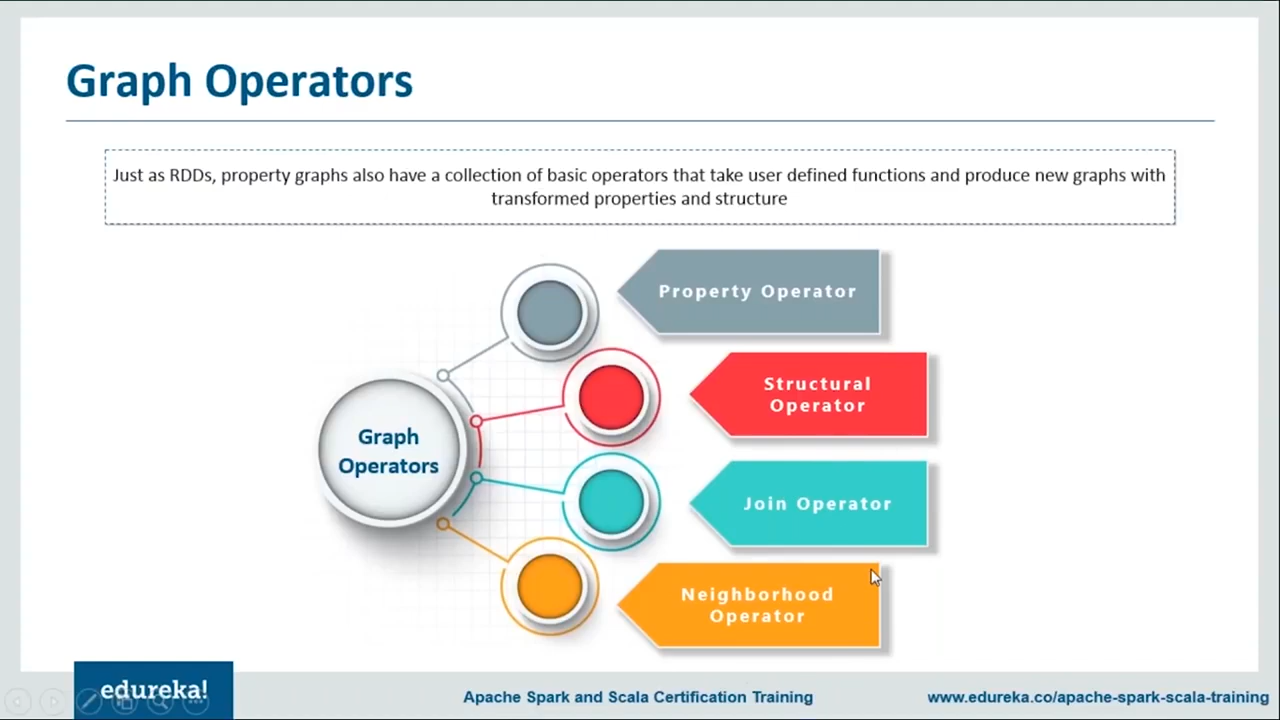 Graph Operators
Just as RDDs, property graphs also have a collection of basic operators that take user defined functions and produce new graphs with
transformed properties and structure
Property Operator
Structural
Operator
Graph
Operators
Join Operator
Neighborhood
Operator
edureka!
Apache Spark and Scala Certification Training
www.edureka.co/apache-spark-scala-training